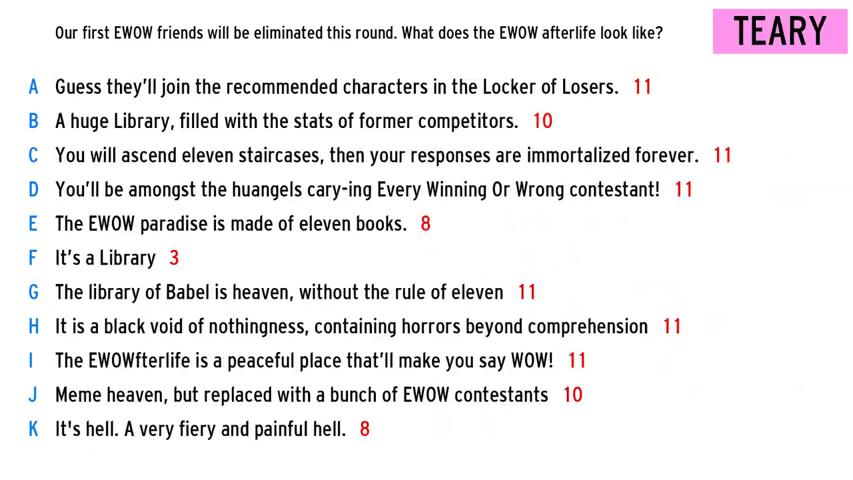 Our first EWOW friends will be eliminated this round. What does the EWOW afterlife look like?
TEARY
A Guess they'll join the recommended characters in the Locker of Losers. 11
B A huge Library, filled with the stats of former competitors. 10
C You will ascend eleven staircases, then your responses are immortalized forever. 11
D You'll be amongst the huangels cary-ing Every Winning Or Wrong contestant! 11
E The EWOW paradise is made of eleven books. 8
F It's a Library 3
G The library of Babel is heaven, without the rule of eleven 11
H It is a black void of nothingness, containing horrors beyond comprehension 11
I The EWOWfterlife is a peaceful place that'll make you say WOW! 11
J Meme heaven, but replaced with a bunch of EWOW contestants 10
K It's hell. A very fiery and painful hell. 8